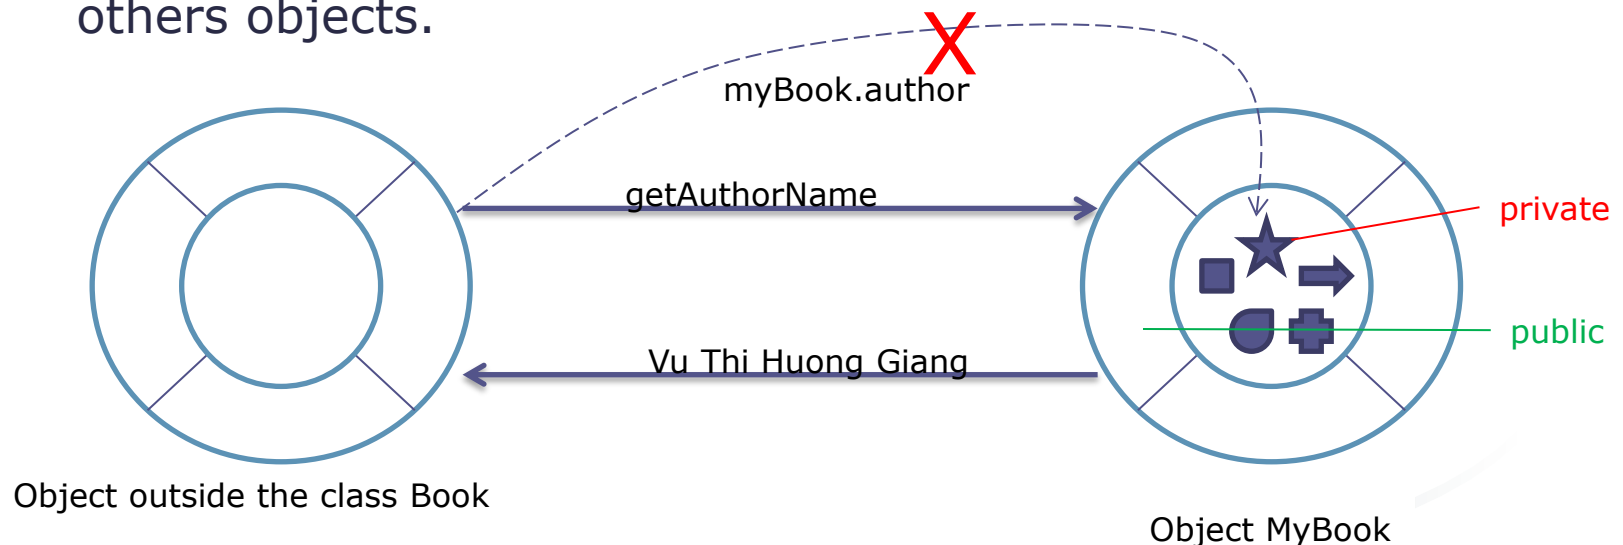 others objects.
X
myBook.author
getAuthorName
private
public
Vu Thi Huong Giang
Object outside the class Book
Object MyBook